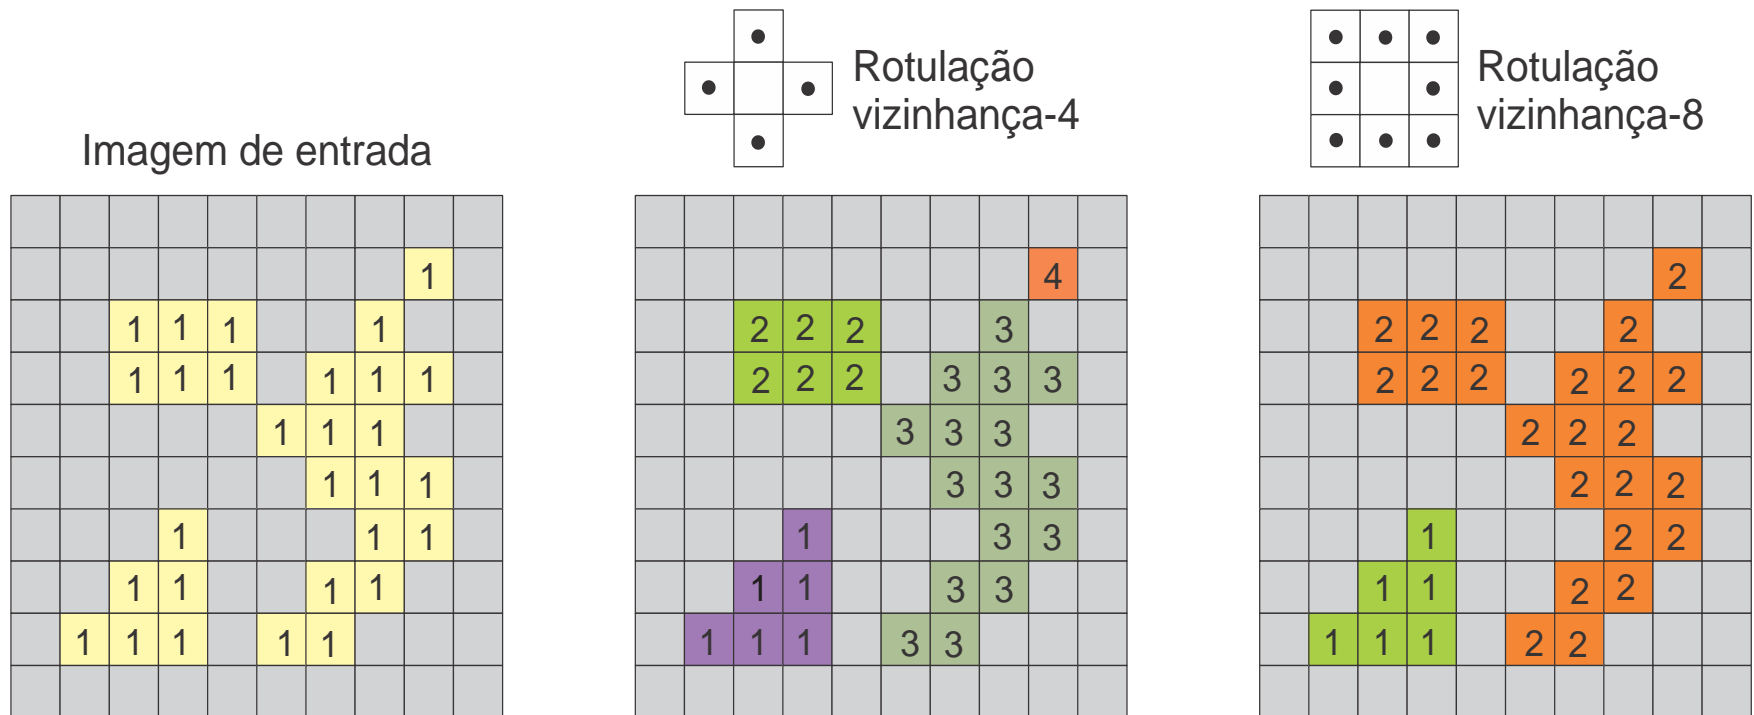 Rotulação
vizinhança-4
Rotulação
vizinhança-8
Imagem de entrada
1
1 1 1 1
1 1 1 1 1 1
1 1 1
1 1 1
1 1 1
1 1 1 1
1 1 1 1 1
4
2 2 2 3
2 2 2 3 3 3
3 3 3
3 3 3
1 3 3
1 1 3 3
1 1 1 3 3
2
2 2 2 2
2 2 2 2 2 2
2 2 2
2 2 2
1 2 2
1 1 2 2
1 1 1 2 2